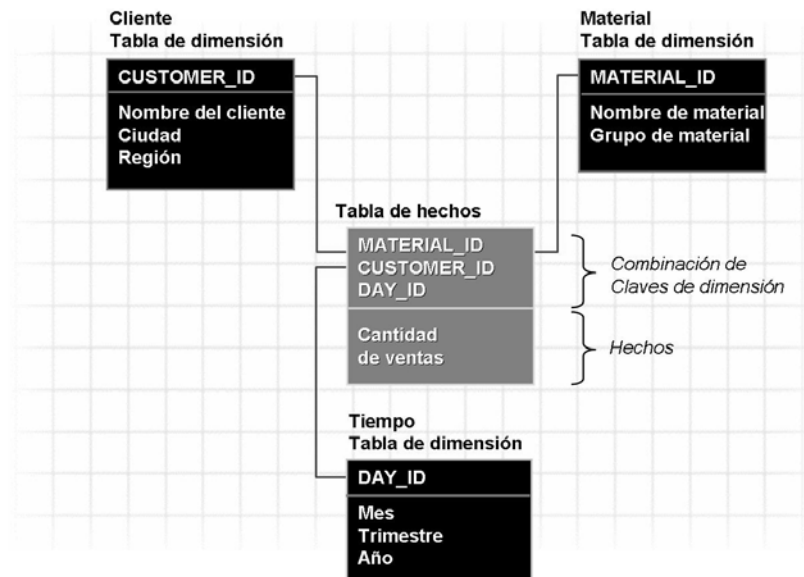 Cliente
Tabla de dimensión
CUSTOMER_ID
Nombre del cliente
Ciudad
Región
Material
Tabla de dimensión
MATERIAL_ID
Nombre de material
Grupo de material
Tabla de hechos
MATERIAL_ID
CUSTOMER_ID
DAY_ID
Cantidad
de ventas
Combinación de
Claves de dimensión
Hechos
Tiempo
Tabla de dimensión
DAY_ID
Mes
Trimestre
Año